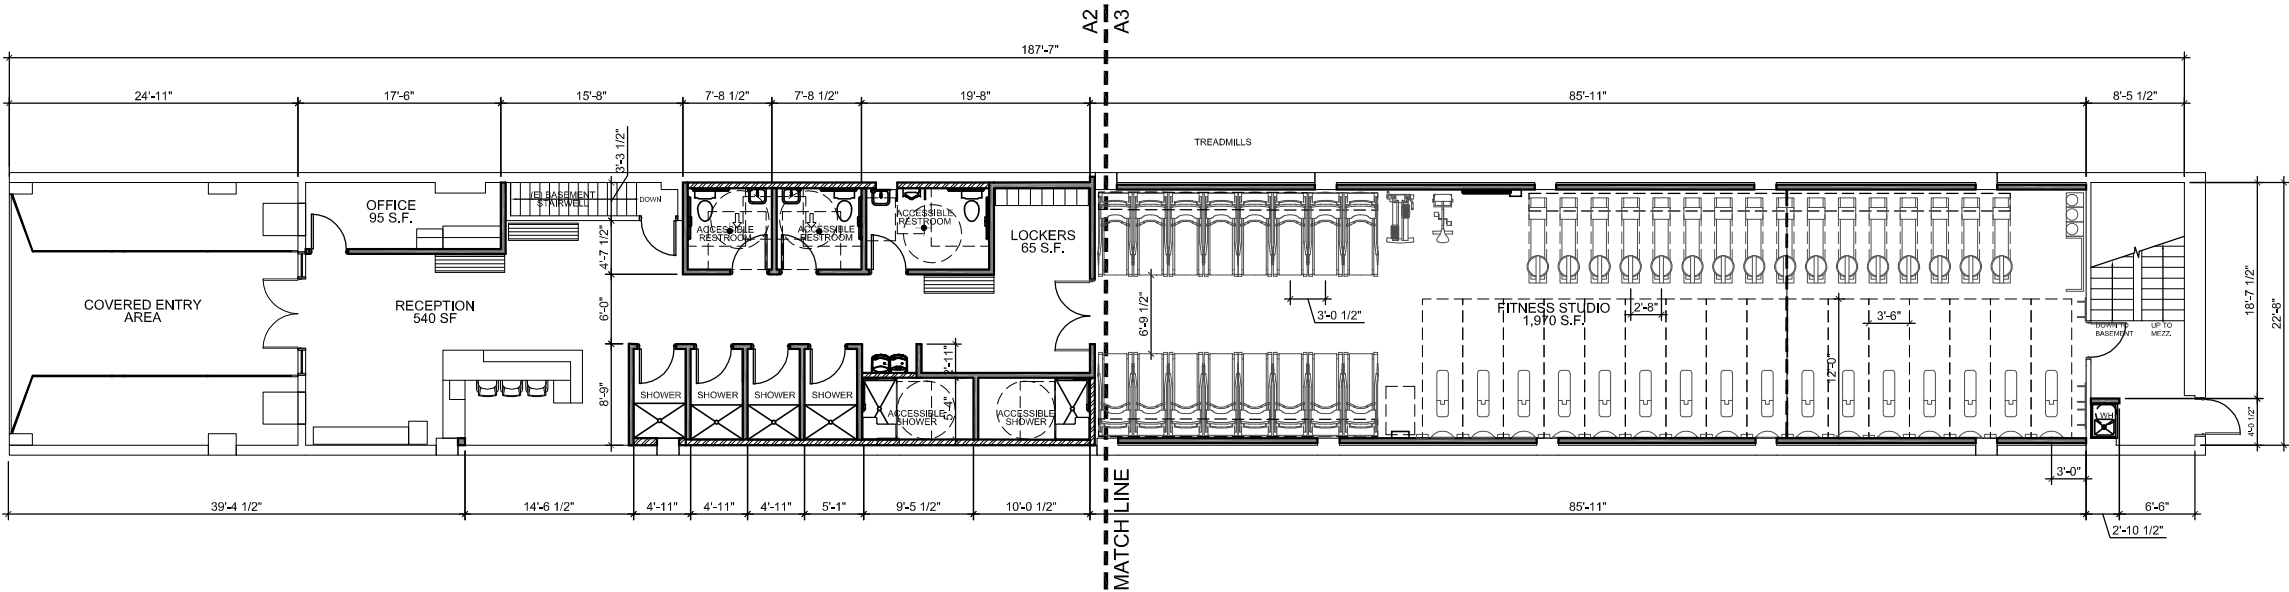 A2
A3
187'-7"
24'-11"
17'-6"
15'-8"
7'-8 1/2"
7'-8 1/2"
19'-8"
85'-11"
8'-5 1/2"
3'-3 1/2"
TREADMILLS
OFFICE
95 S.F.
(E) BASEMENT
STAIRWELL
DOWN
ACCESSIBLE
RESTROOM
ACCESSIBLE
RESTROOM
ACCESSIBLE
RESTROOM
LOCKERS
65 S.F.
4'-7 1/2"
COVERED ENTRY
AREA
RECEPTION
540 SF
6'-0"
6'-9 1/2"
3'-0 1/2"
FITNESS STUDIO
1,970 S.F.
2'-8"
3'-6"
12'-0"
DOWN TO
BASEMENT
UP TO
MEZZ.
18'-7 1/2"
22'-8"
8'-9"
SHOWER
SHOWER
SHOWER
SHOWER
2'-11"
5'-4"
ACCESSIBLE
SHOWER
ACCESSIBLE
SHOWER
WH
4'-0 1/2"
3'-0"
39'-4 1/2"
14'-6 1/2"
4'-11"
4'-11"
4'-11"
5'-1"
9'-5 1/2"
10'-0 1/2"
85'-11"
6'-6"
2'-10 1/2"
MATCH LINE